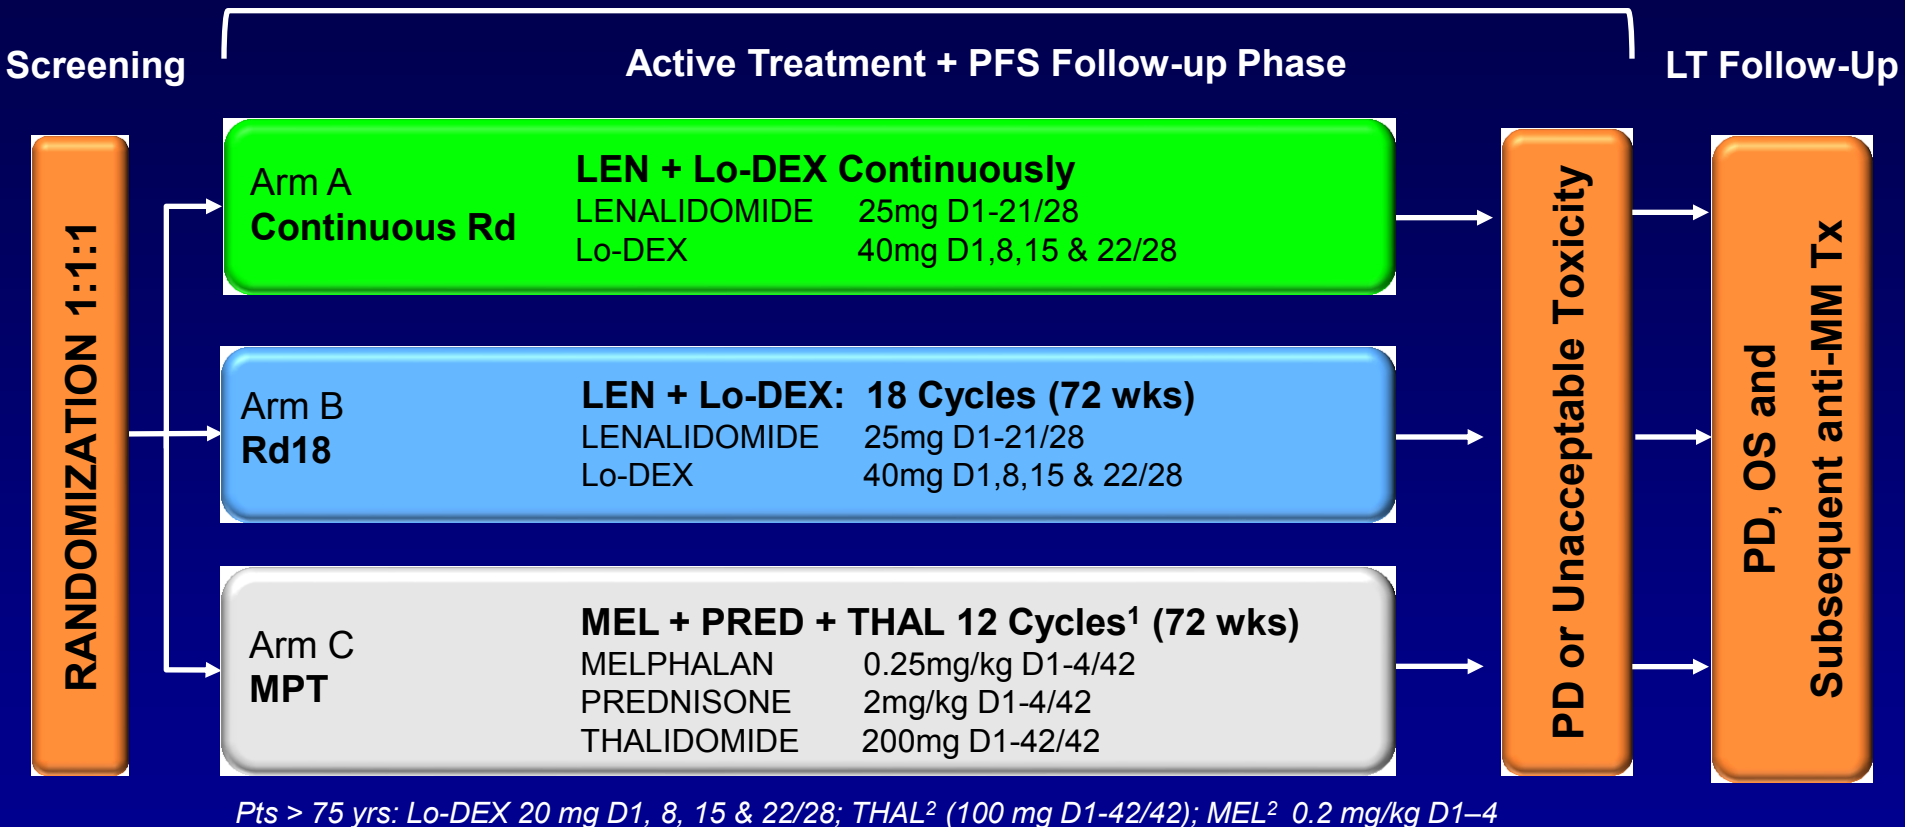 Screening
Active Treatment + PFS Follow-up Phase
LT Follow-Up
RANDOMIZATION 1:1:1
Arm A
Continuous Rd
LEN + Lo-DEX Continuously
LENALIDOMIDE 25mg D1-21/28
Lo-DEX 40mg D1,8,15 & 22/28
Arm B
Rd18
LEN + Lo-DEX: 18 Cycles (72 wks)
LENALIDOMIDE 25mg D1-21/28
Lo-DEX 40mg D1,8,15 & 22/28
Arm C
MPT
MEL + PRED + THAL 12 Cycles¹ (72 wks)
MELPHALAN 0.25mg/kg D1-4/42
PREDNISONE 2mg/kg D1-4/42
THALIDOMIDE 200mg D1-42/42
PD or Unacceptable Toxicity
PD, OS and
Subsequent anti-MM Tx
Pts > 75 yrs: Lo-DEX 20 mg D1, 8, 15 & 22/28; THAL² (100 mg D1-42/42); MEL² 0.2 mg/kg D1–4